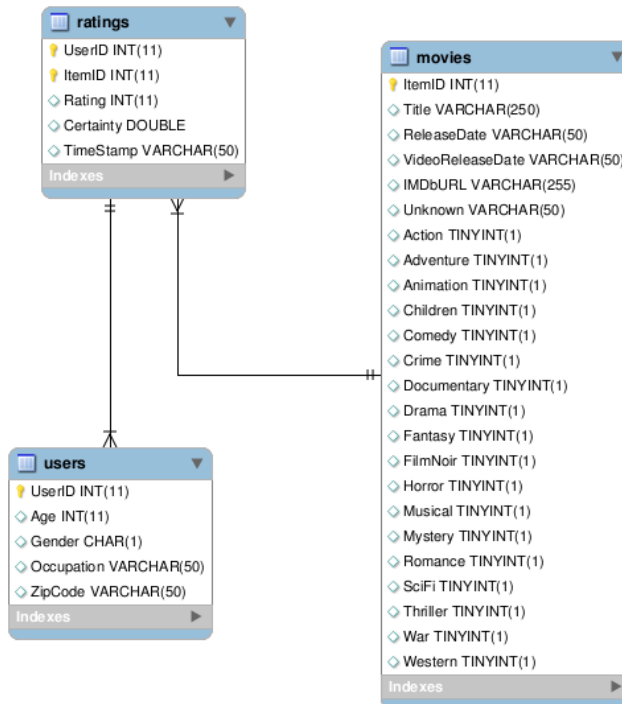 ratings
UserID INT(11)
ItemID INT(11)
Rating INT(11)
Certainty DOUBLE
TimeStamp VARCHAR(50)
Indexes
movies
ItemID INT(11)
Title VARCHAR(250)
ReleaseDate VARCHAR(50)
VideoReleaseDate VARCHAR(50)
IMDbURL VARCHAR(255)
Unknown VARCHAR(50)
Action TINYINT(1)
Adventure TINYINT(1)
Animation TINYINT(1)
Children TINYINT(1)
Comedy TINYINT(1)
Crime TINYINT(1)
Documentary TINYINT(1)
Drama TINYINT(1)
Fantasy TINYINT(1)
FilmNoir TINYINT(1)
Horror TINYINT(1)
Musical TINYINT(1)
Mystery TINYINT(1)
Romance TINYINT(1)
SciFi TINYINT(1)
Thriller TINYINT(1)
War TINYINT(1)
Western TINYINT(1)
Indexes
users
UserID INT(11)
Age INT(11)
Gender CHAR(1)
Occupation VARCHAR(50)
ZipCode VARCHAR(50)
Indexes